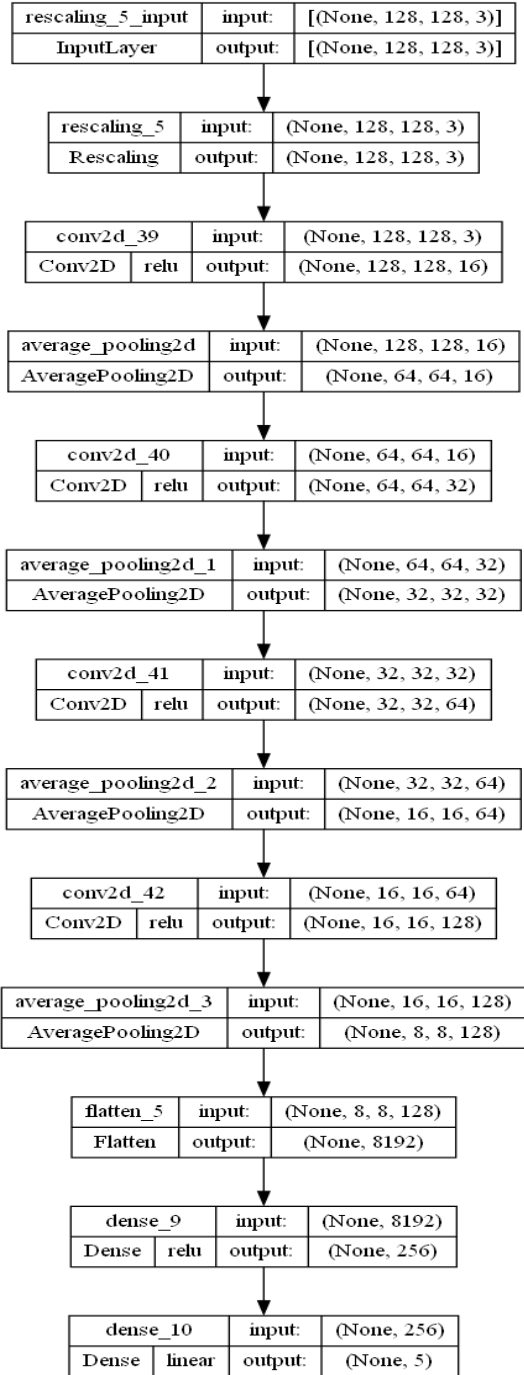 rescaling_5_input input: [(None, 128, 128, 3)]
InputLayer output: [(None, 128, 128, 3)]
rescaling_5 input: (None, 128, 128, 3)
Rescaling output: (None, 128, 128, 3)
conv2d_39 input: (None, 128, 128, 3)
Conv2D relu output: (None, 128, 128, 16)
average_pooling2d input: (None, 128, 128, 16)
AveragePooling2D output: (None, 64, 64, 16)
conv2d_40 input: (None, 64, 64, 16)
Conv2D relu output: (None, 64, 64, 32)
average_pooling2d_1 input: (None, 64, 64, 32)
AveragePooling2D output: (None, 32, 32, 32)
conv2d_41 input: (None, 32, 32, 32)
Conv2D relu output: (None, 32, 32, 64)
average_pooling2d_2 input: (None, 32, 32, 64)
AveragePooling2D output: (None, 16, 16, 64)
conv2d_42 input: (None, 16, 16, 64)
Conv2D relu output: (None, 16, 16, 128)
average_pooling2d_3 input: (None, 16, 16, 128)
AveragePooling2D output: (None, 8, 8, 128)
flatten_5 input: (None, 8, 8, 128)
Flatten output: (None, 8192)
dense_9 input: (None, 8192)
Dense relu output: (None, 256)
dense_10 input: (None, 256)
Dense linear output: (None, 5)